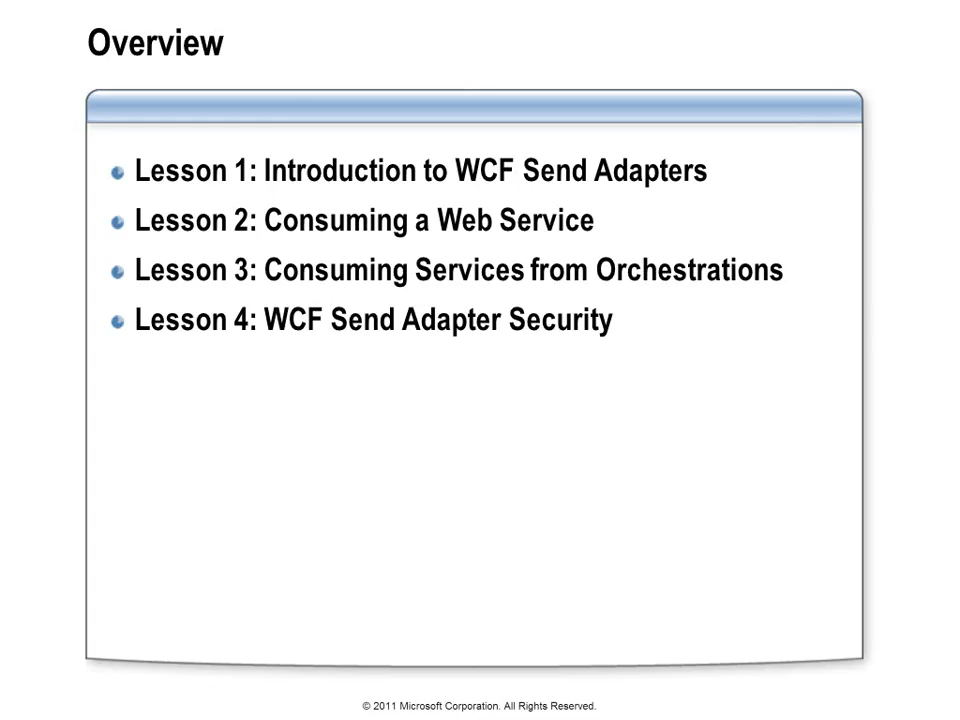 Overview
Lesson 1: Introduction to WCF Send Adapters
Lesson 2: Consuming a Web Service
Lesson 3: Consuming Services from Orchestrations
Lesson 4: WCF Send Adapter Security
© 2011 Microsoft Corporation. All Rights Reserved.